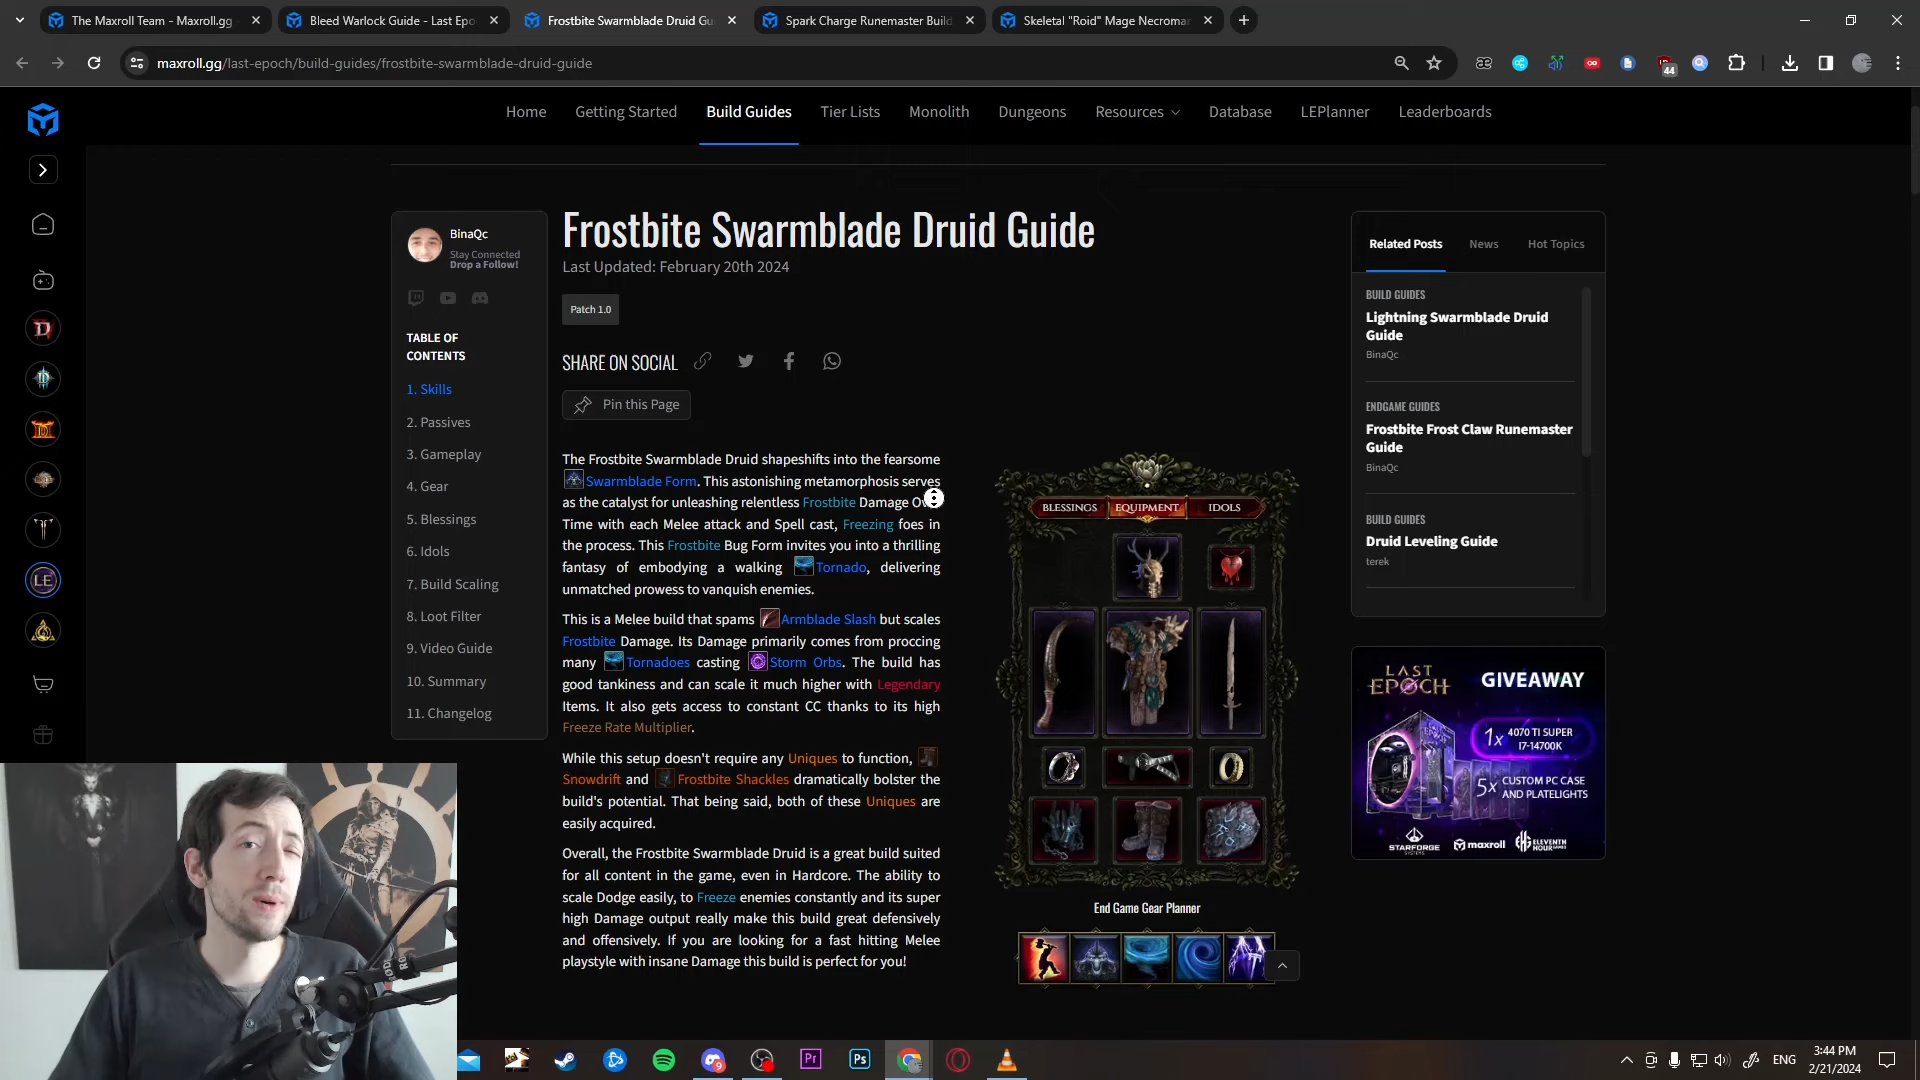 The Maxroll Team - Maxroll.gg
Bleed Warlock Guide - Last Epo
Frostbite Swarmblade Druid Gu
Spark Charge Runemaster Build
Skeletal "Roid" Mage Necromar
maxroll.gg/last-epoch/build-guides/frostbite-swarmblade-druid-guide
44
Home
Getting Started
Build Guides
Tier Lists
Monolith
Dungeons
Resources
Database
LEPlanner
Leaderboards
BinaQc
Stay Connected
Drop a Follow!
TABLE OF
CONTENTS
1. Skills
2. Passives
3. Gameplay
4. Gear
5. Blessings
6. Idols
7. Build Scaling
8. Loot Filter
9. Video Guide
10. Summary
11. Changelog
LE
Frostbite Swarmblade Druid Guide
Last Updated: February 20th 2024
Patch 1.0
SHARE ON SOCIAL
Pin this Page
The Frostbite Swarmblade Druid shapeshifts into the fearsome
Swarmblade Form. This astonishing metamorphosis serves
as the catalyst for unleashing relentless Frostbite Damage Ov
Time with each Melee attack and Spell cast, Freezing foes in
the process. This Frostbite Bug Form invites you into a thrilling
fantasy of embodying a walking Tornado, delivering
unmatched prowess to vanquish enemies.
This is a Melee build that spams Armblade Slash but scales
Frostbite Damage. Its Damage primarily comes from proccing
many Tornadoes casting Storm Orbs. The build has
good tankiness and can scale it much higher with Legendary
Items. It also gets access to constant CC thanks to its high
Freeze Rate Multiplier.
While this setup doesn't require any Uniques to function,
Snowdrift and Frostbite Shackles dramatically bolster the
build's potential. That being said, both of these Uniques are
easily acquired.
Overall, the Frostbite Swarmblade Druid is a great build suited
for all content in the game, even in Hardcore. The ability to
scale Dodge easily, to Freeze enemies constantly and its super
high Damage output really make this build great defensively
and offensively. If you are looking for a fast hitting Melee
playstyle with insane Damage this build is perfect for you!
BLESSINGS
EQUIPMENT
IDOLS
End Game Gear Planner
Related Posts
News
Hot Topics
BUILD GUIDES
Lightning Swarmblade Druid
Guide
BinaQc
ENDGAME GUIDES
Frostbite Frost Claw Runemaster
Guide
BinaQc
BUILD GUIDES
Druid Leveling Guide
terek
LAST
EPOCH
GIVEAWAY
1x
4070 TI SUPER
I7-14700K
5x
CUSTOM PC CASE
AND PLATELIGHTS
STARFORGE
SYSTEMS
maxroll
ELEVENTH
HOUR GAMES
9
Pr
Ps
ENG
3:44 PM
2/21/2024